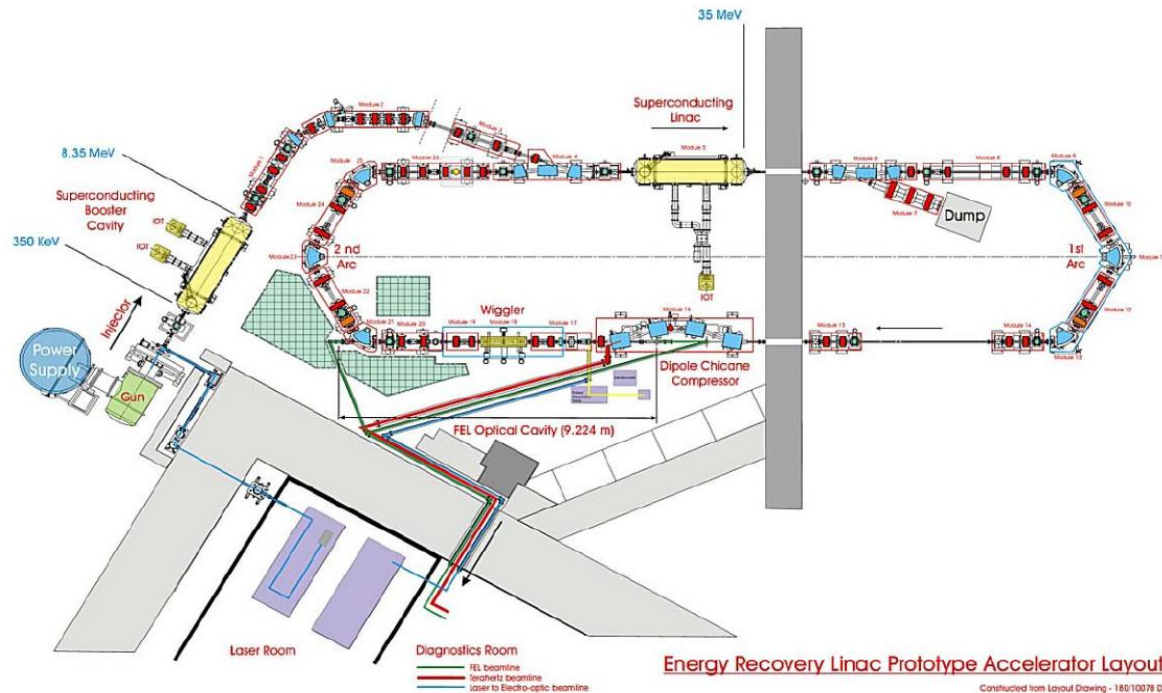 35 MeV
Module 2
Superconducting
Linac
Module 3
Module 5
8.35 MeV
Module 1
Module 25
Module 4
Module 6
Module 8
Module 9
Superconducting
Booster
Cavity
Module 24
Module 10
Module 7
Dump
IOT
IOT
350 KeV
Module 23
2 nd
Arc
1st
Arc
Module 1
Module 22
IOT
Injector
Wiggler
Module 12
Module 21
Module 20
Module 19
Module 18
Module 17
Module 16
Module 15
Module 14
Module 13
Power
Supply
Gun
Dipole Chicane
Compressor
FEL Optical Cavity (9.224 m)
Laser Room
Diagnostics Room
FEL beamline
Terahertz beamline
Laser to Electro-optic beamline
Energy Recovery Linac Prototype Accelerator Layout
Constructed from Layout Drawing - 180/10078 D